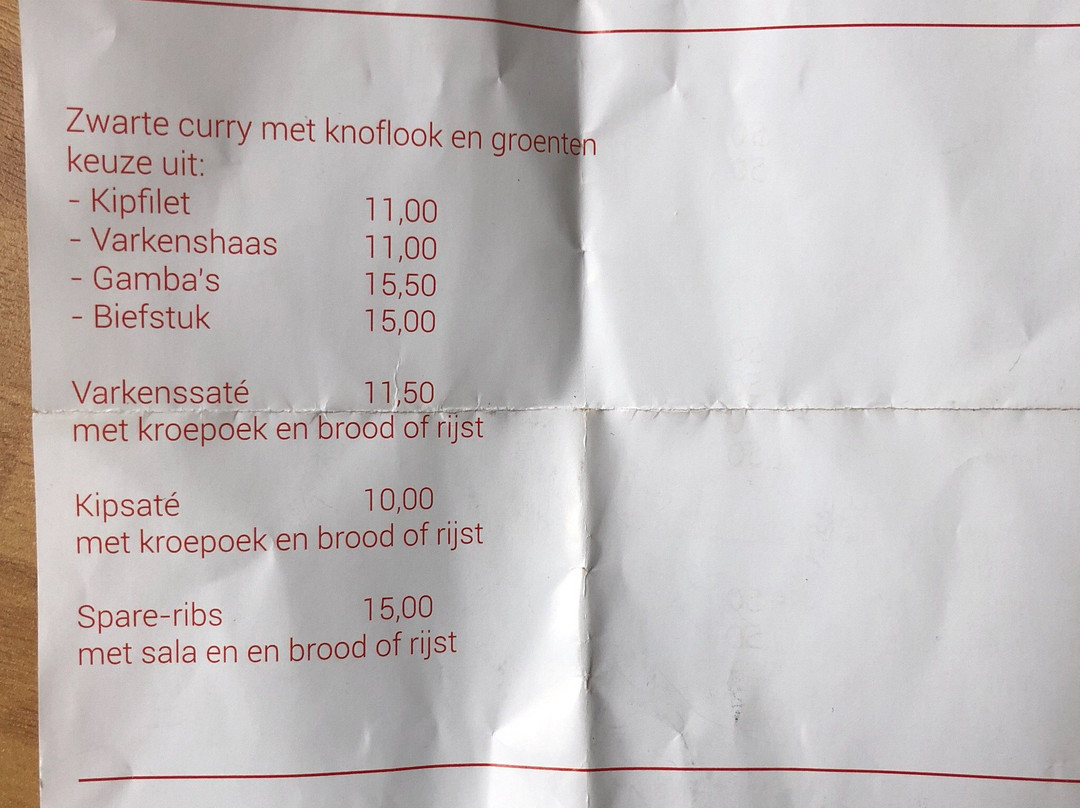 Zwarte curry met knoflook en groenten
keuze uit:
- Kipfilet 11,00
- Varkenshaas 11,00
- Gamba's 15,50
- Biefstuk 15,00
Varkenssaté 11,50
met kroepoek en brood of rijst
Kipsaté 10,00
met kroepoek en brood of rijst
Spare-ribs 15,00
met sala en en brood of rijst